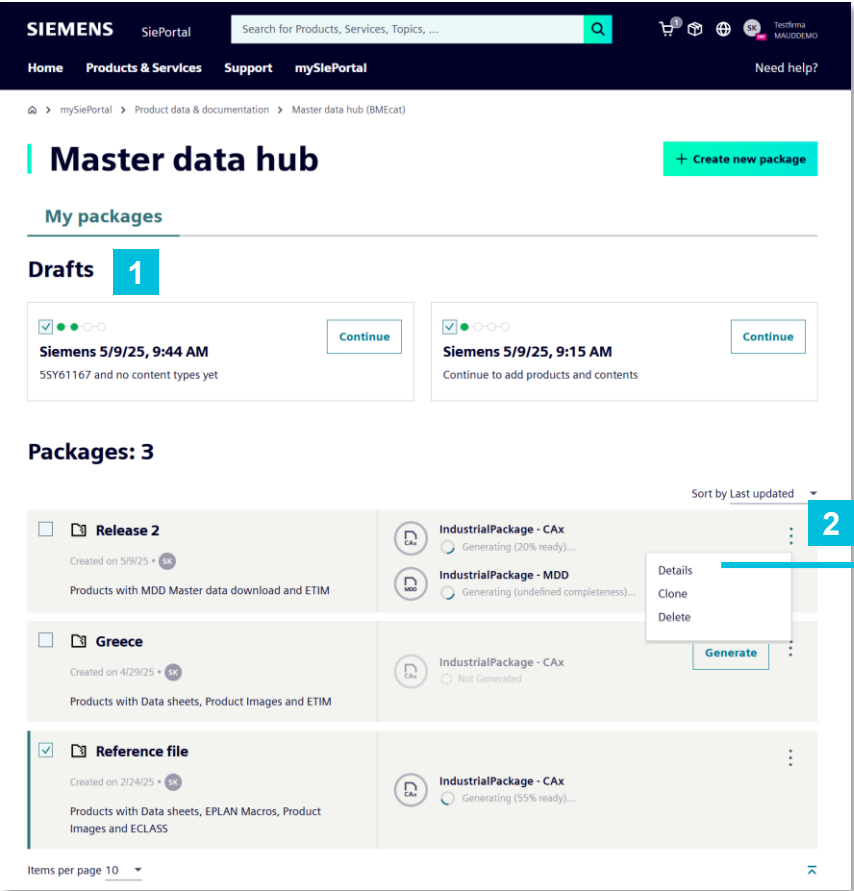 SIEMENS SiePortal Search for Products, Services, Topics, ... 1 SK Testfirma
MAUDDEMO
Home Products & Services Support mySiePortal Need help?
mySiePortal > Product data & documentation > Master data hub (BMEcat)
Master data hub + Create new package
My packages
Drafts 1
Continue Continue
Siemens 5/9/25, 9:44 AM Siemens 5/9/25, 9:15 AM
5SY61167 and no content types yet Continue to add products and contents
Packages: 3
Sort by Last updated
2
Release 2 IndustrialPackage - CAx
CAx Generating (20% ready)...
Created on 5/9/25 • SK
IndustrialPackage - MDD
MDD Generating (undefined completeness)...
Products with MDD Master data download and ETIM
Details
Clone
Delete
Greece
Generate
IndustrialPackage - CAx
Created on 4/29/25 • SK
CAx Not Generated
Products with Data sheets, Product Images and ETIM
Reference file
Created on 2/24/25 • SK
IndustrialPackage - CAx
CAx Generating (55% ready)...
Products with Data sheets, EPLAN Macros, Product
Images and ECLASS
Items per page 10